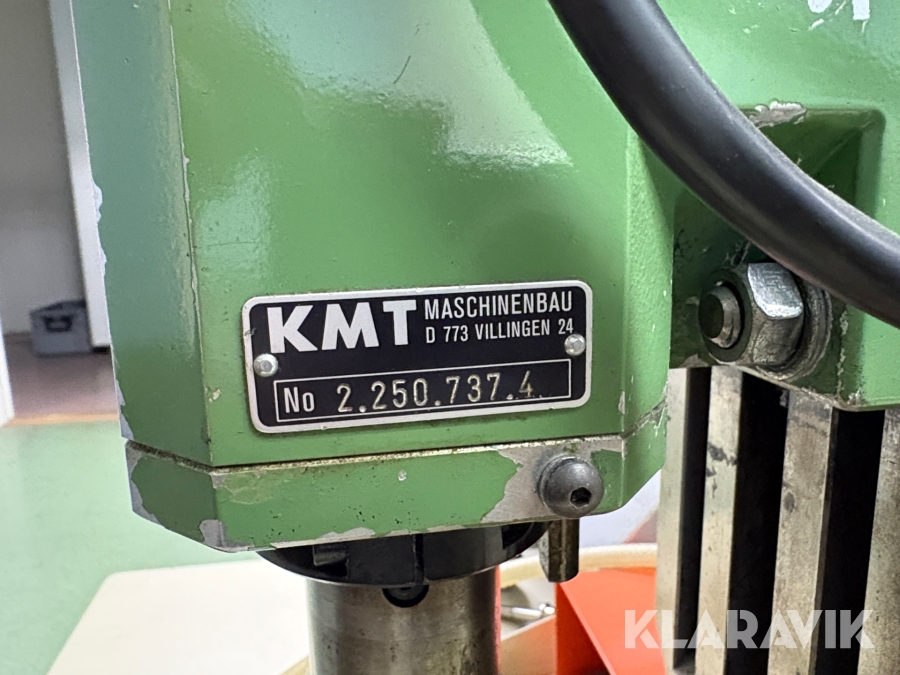 KMT MASCHINENBAU
D 773 VILLINGEN 24
No 2.250.737.4
KLARAVIK